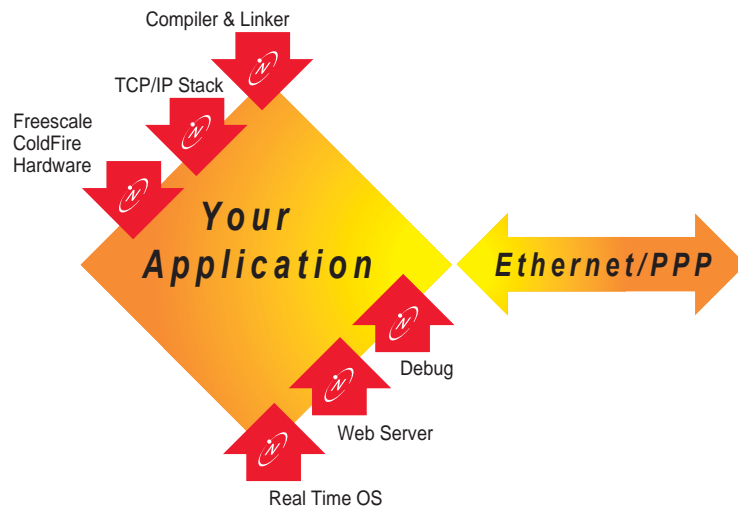 Compiler & Linker
TCP/IP Stack
Freescale
ColdFire
Hardware
Your
Application
Ethernet/PPP
Debug
Web Server
Real Time OS